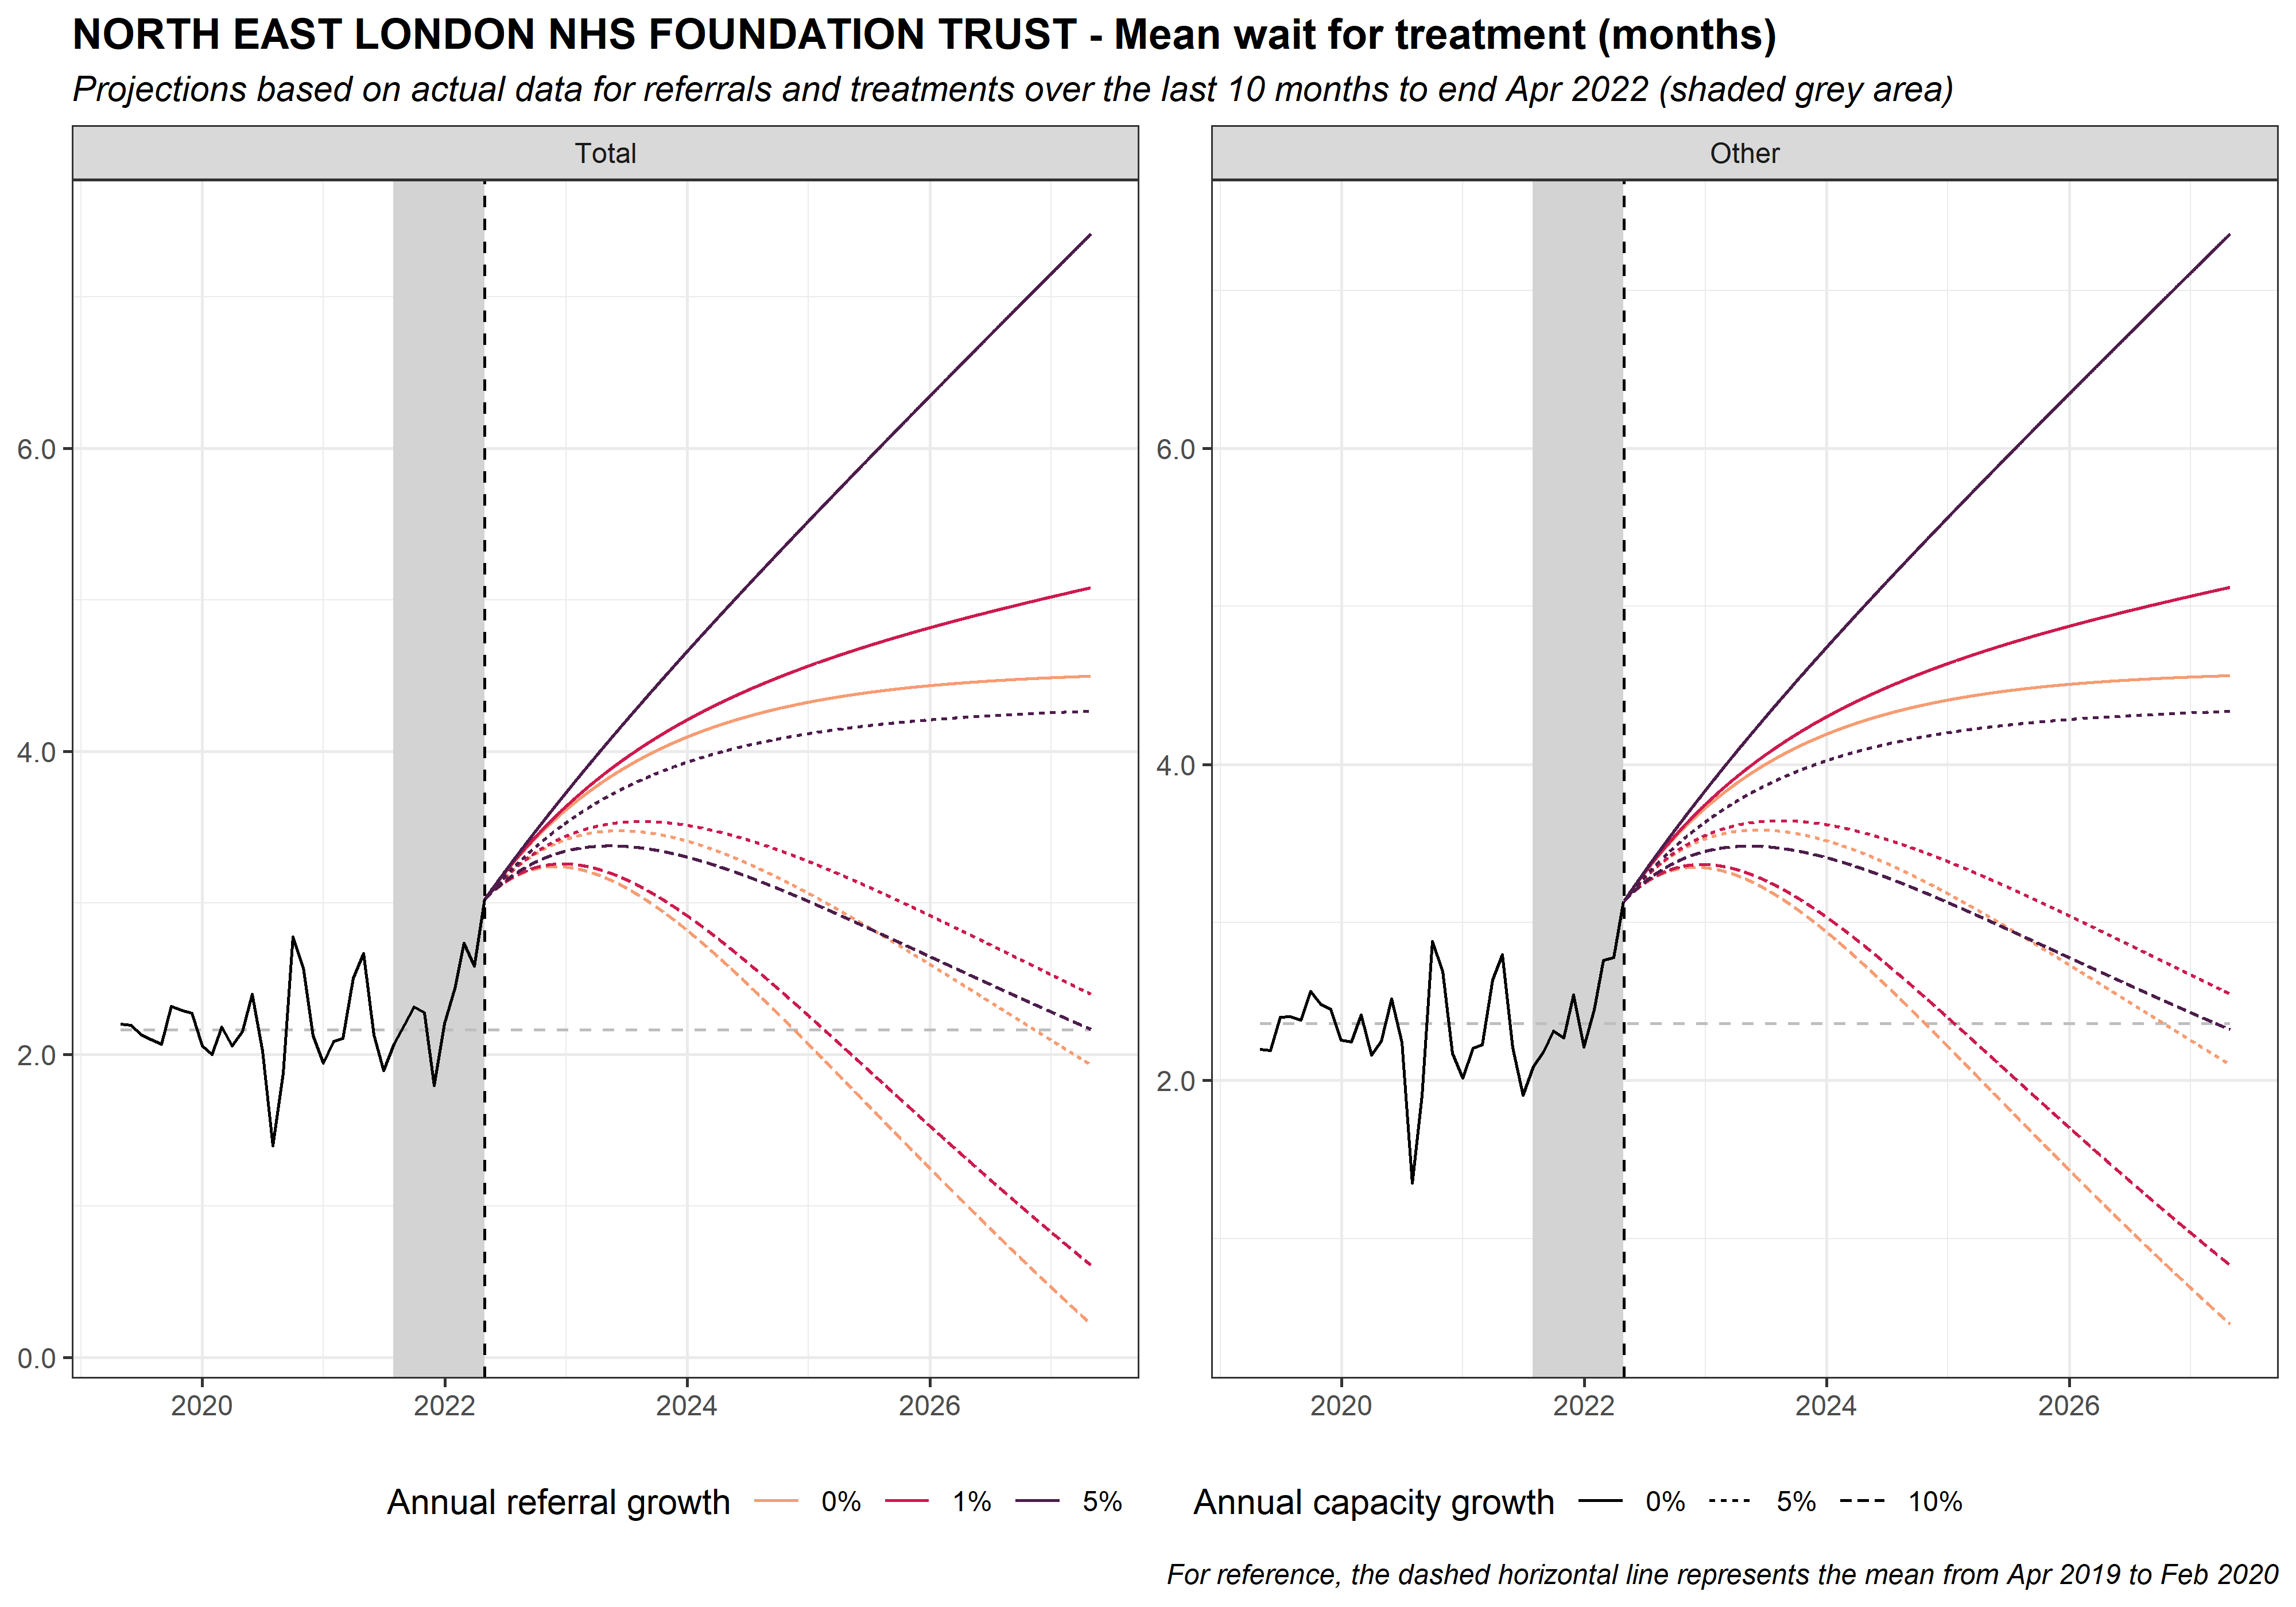 NORTH EAST LONDON NHS FOUNDATION TRUST - Mean wait for treatment (months)
Projections based on actual data for referrals and treatments over the last 10 months to end Apr 2022 (shaded grey area)
Total
Other
6.0
4.0
2.0
0.0
6.0
4.0
2.0
2020 2022 2024 2026
2020 2022 2024 2026
Annual referral growth 0% 1% 5%
Annual capacity growth 0% 5% 10%
For reference, the dashed horizontal line represents the mean from Apr 2019 to Feb 2020